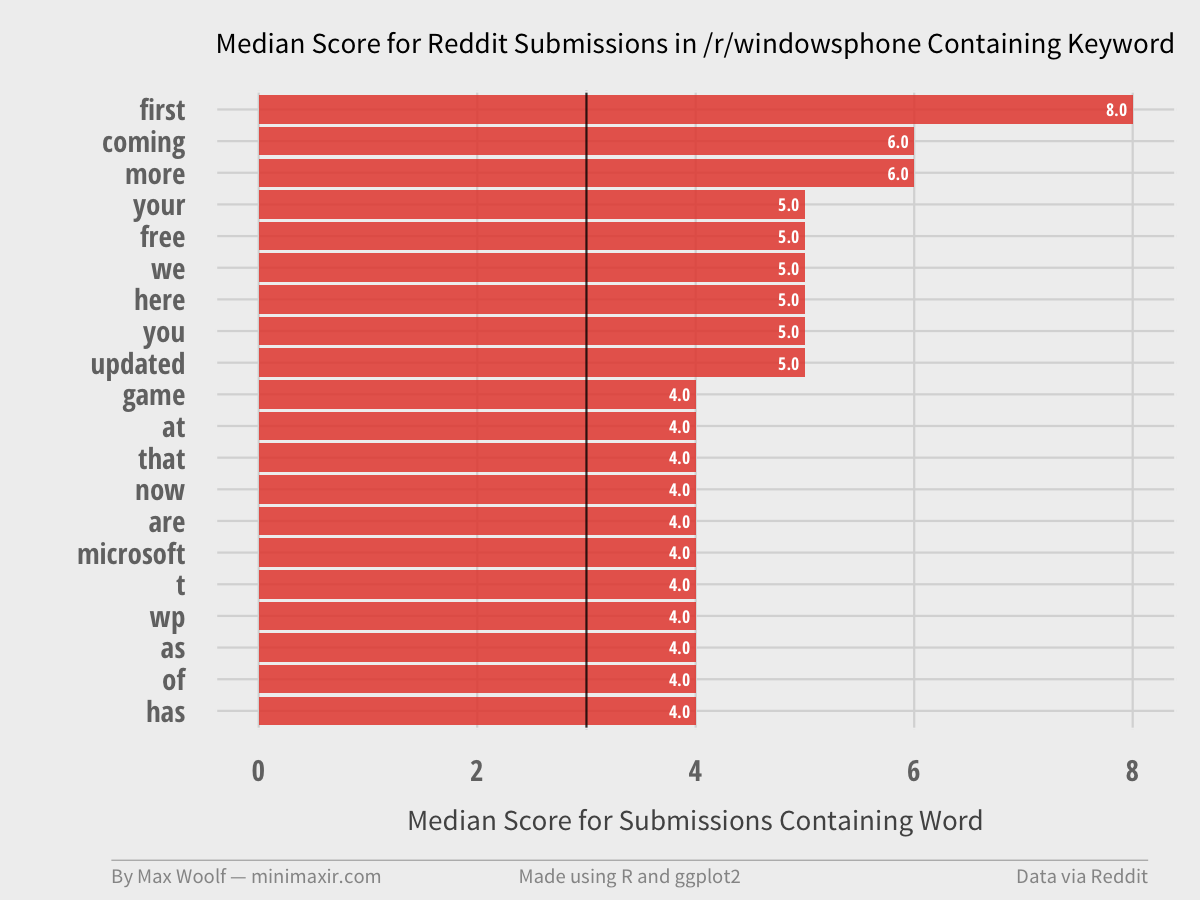 Median Score for Reddit Submissions in /r/windowsphone Containing Keyword
first 8.0
coming 6.0
more 6.0
your 5.0
free 5.0
we 5.0
here 5.0
you 5.0
updated 5.0
game 4.0
at 4.0
that 4.0
now 4.0
are 4.0
microsoft 4.0
t 4.0
wp 4.0
as 4.0
of 4.0
has 4.0
0 2 4 6 8
Median Score for Submissions Containing Word
By Max Woolf — minimaxir.com Made using R and ggplot2 Data via Reddit